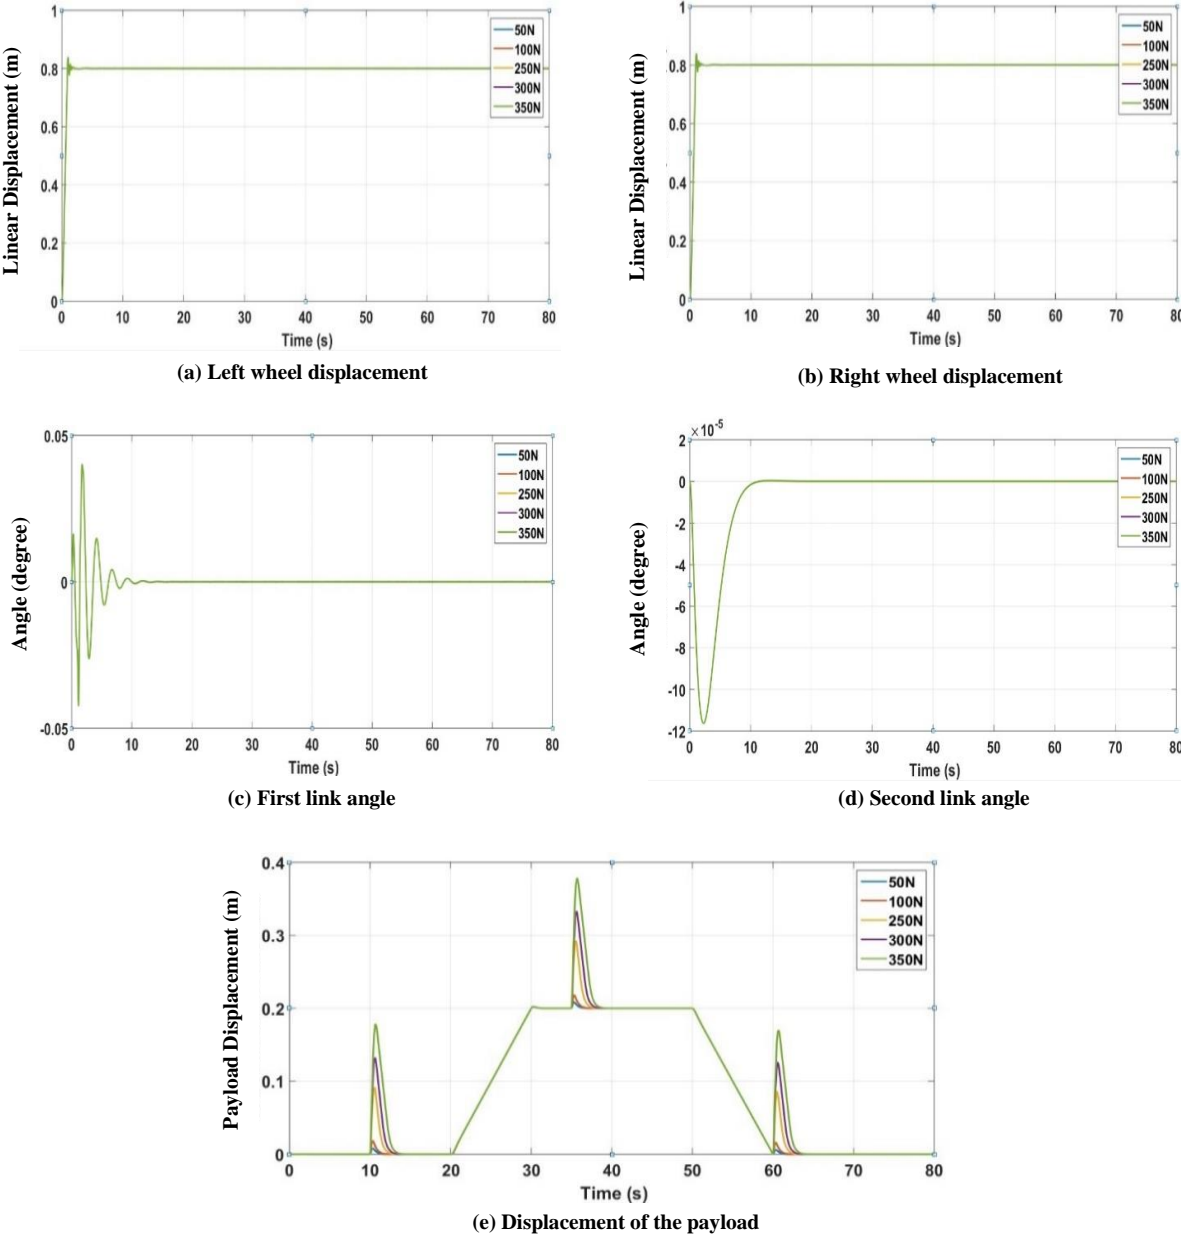 1
0.8
0.6
0.4
0.2
0
0 10 20 30 40 50 60 70 80
Linear Displacement (m)
Time (s)
50N
100N
250N
300N
350N
(a) Left wheel displacement
1
0.8
0.6
0.4
0.2
0
0 10 20 30 40 50 60 70 80
Linear Displacement (m)
Time (s)
50N
100N
250N
300N
350N
(b) Right wheel displacement
0.05
0
-0.05
0 10 20 30 40 50 60 70 80
Angle (degree)
Time (s)
50N
100N
250N
300N
350N
(c) First link angle
×10-5
2
0
-2
-4
-6
-8
-10
-12
0 10 20 30 40 50 60 70 80
Angle (degree)
Time (s)
50N
100N
250N
300N
350N
(d) Second link angle
0.4
0.3
0.2
0.1
0
0 10 20 30 40 50 60 70 80
Payload Displacement (m)
Time (s)
50N
100N
250N
300N
350N
(e) Displacement of the payload